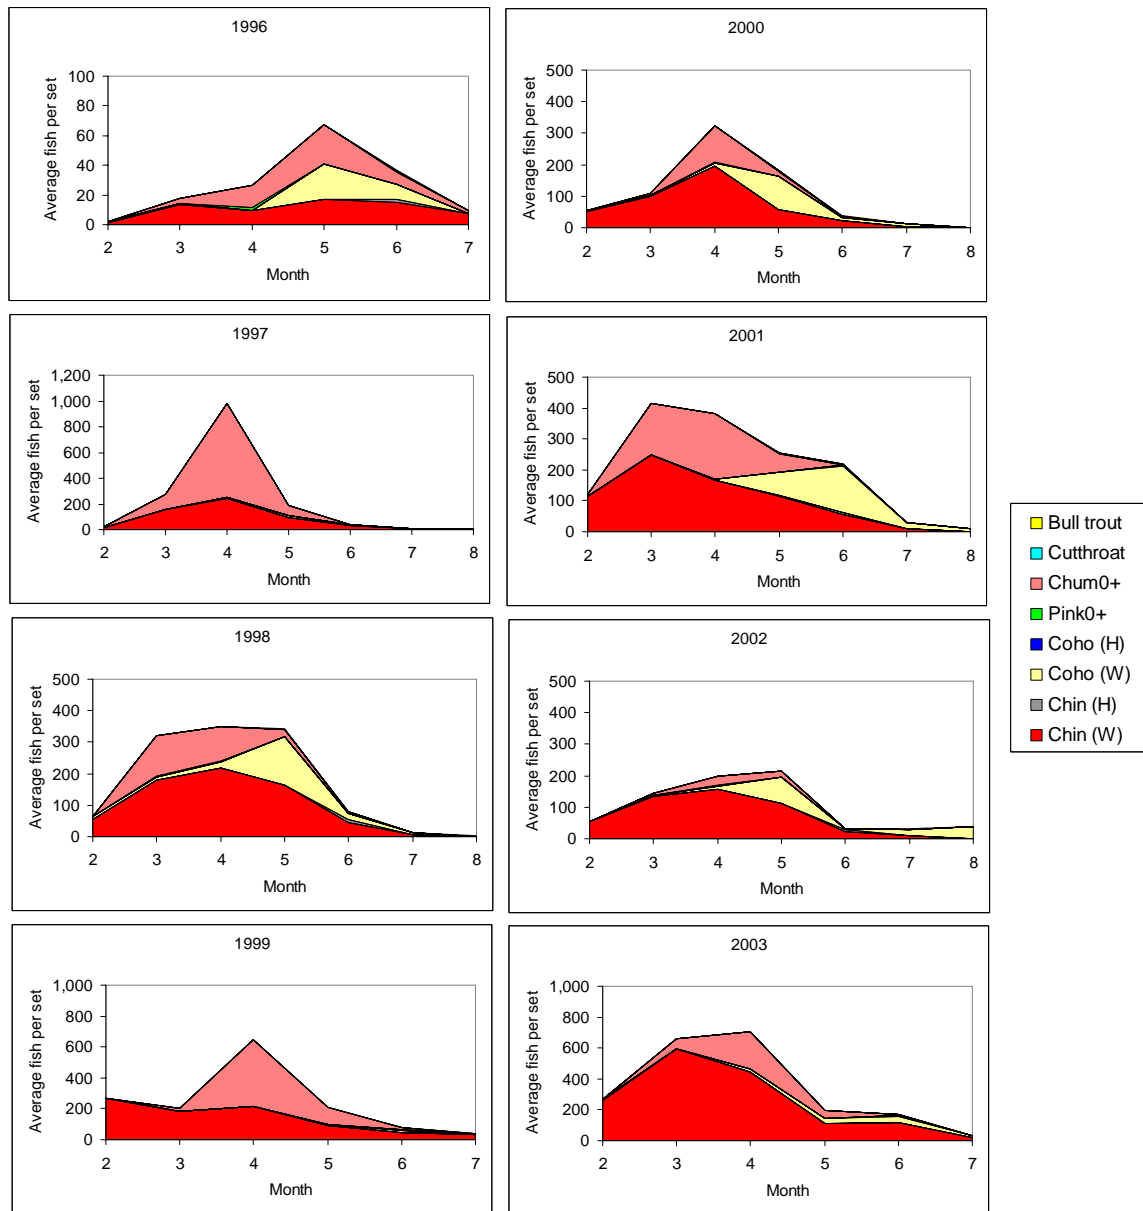 1996
Average fish per set
100
80
60
40
20
0
2 3 4 5 6 7
Month
2000
Average fish per set
500
400
300
200
100
0
2 3 4 5 6 7 8
Month
1997
Average fish per set
1,200
1,000
800
600
400
200
0
2 3 4 5 6 7 8
Month
2001
Average fish per set
500
400
300
200
100
0
2 3 4 5 6 7 8
Month
1998
Average fish per set
500
400
300
200
100
0
2 3 4 5 6 7 8
Month
2002
Average fish per set
500
400
300
200
100
0
2 3 4 5 6 7 8
Month
1999
Average fish per set
1,000
800
600
400
200
0
2 3 4 5 6 7
Month
2003
Average fish per set
1,000
800
600
400
200
0
2 3 4 5 6 7
Month
Bull trout
Cutthroat
Chum0+
Pink0+
Coho (H)
Coho (W)
Chin (H)
Chin (W)